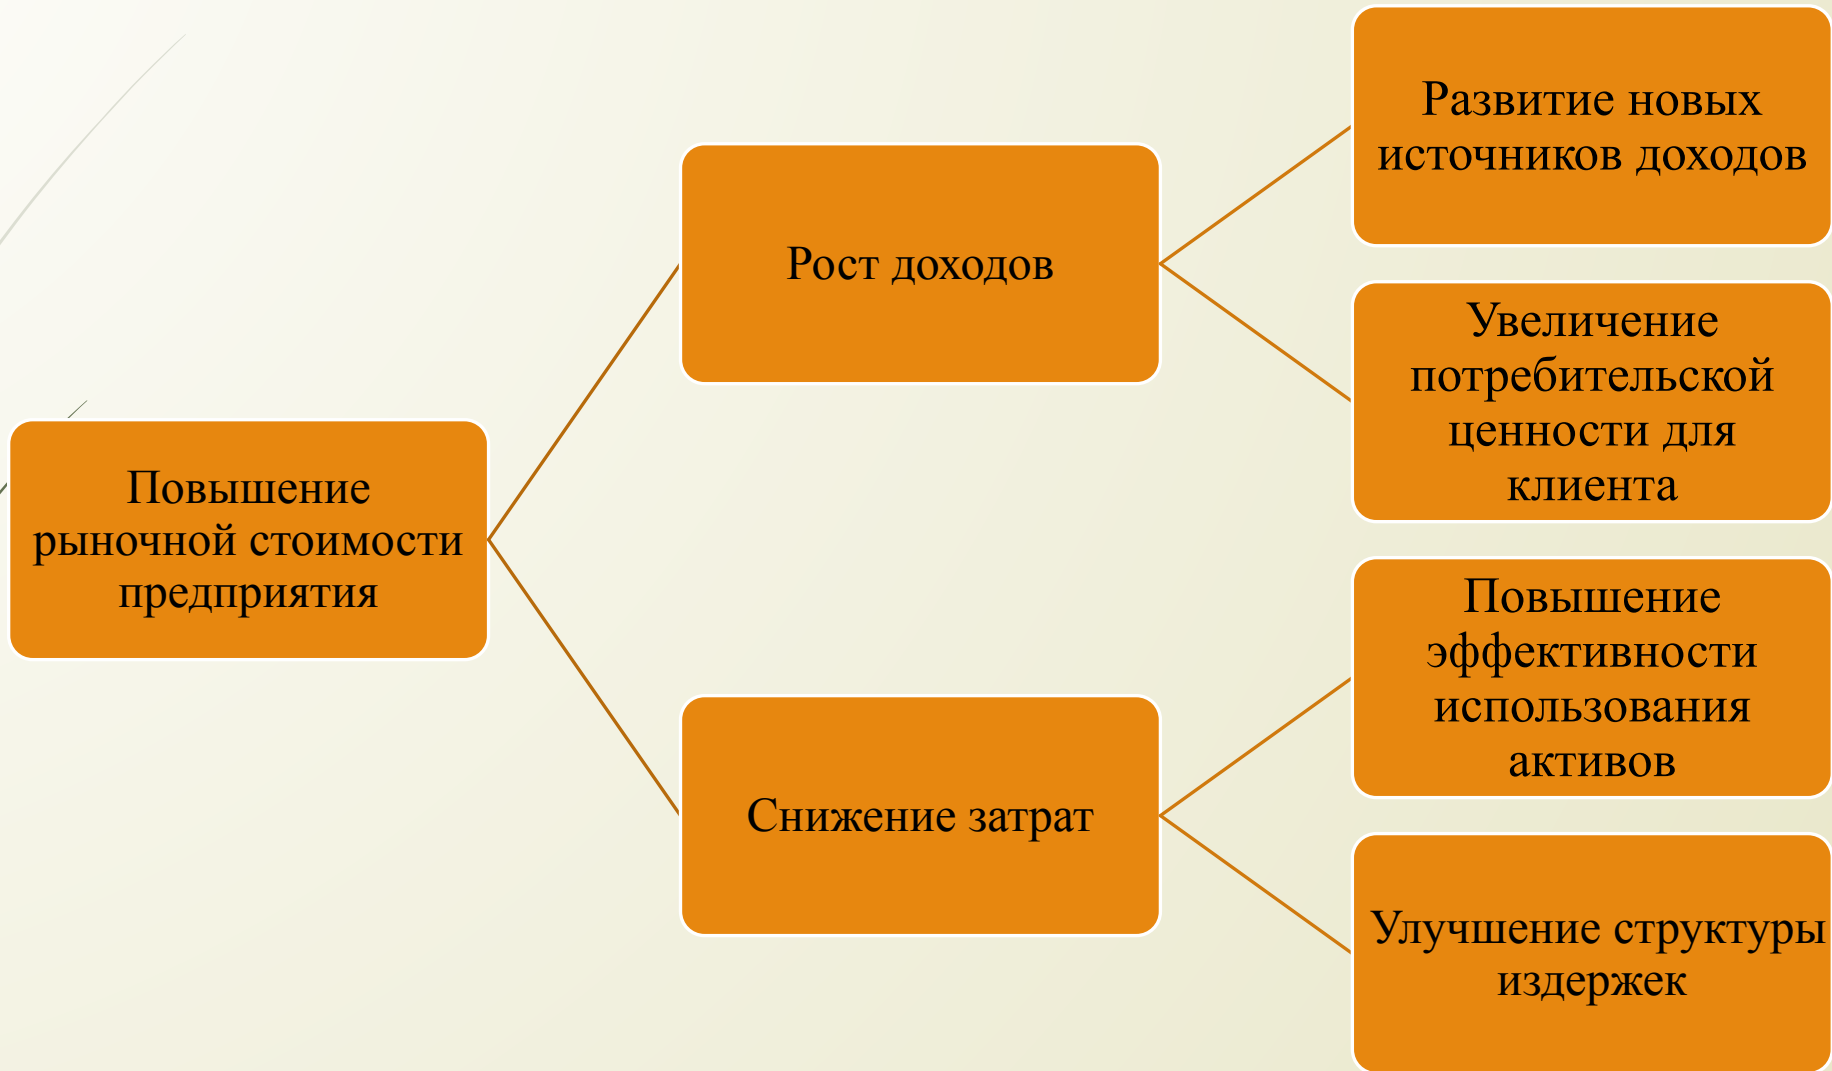 Повышение
рыночной стоимости
предприятия
Рост доходов
Снижение затрат
Развитие новых
источников доходов
Увеличение
потребительской
ценности для
клиента
Повышение
эффективности
использования
активов
Улучшение структуры
издержек